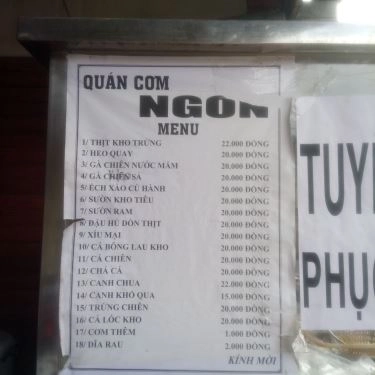 QUÁN CƠM
NGON
MENU
1/ THỊT KHO TRỨNG 22.000 ĐỒNG
2/ HEO QUAY 20.000 ĐỒNG
3/ GÀ CHIÊN NƯỚC MẮM 20.000 ĐỒNG
4/ GÀ CHIÊN SẢ 20.000 ĐỒNG
5/ ẾCH XÀO CỦ HÀNH 20.000 ĐỒNG
6/ SƯỜN KHO TIÊU 20.000 ĐỒNG
7/ SƯỜN RAM 20.000 ĐỒNG
8/ ĐẬU HỦ DỒN THỊT 20.000 ĐỒNG
9/ XÍU MẠI 20.000 ĐỒNG
10/ CÁ BÔNG LAU KHO 20.000 ĐỒNG
11/ CÁ CHIÊN 20.000 ĐỒNG
12/ CHẢ CÁ 20.000 ĐỒNG
13/ CANH CHUA 22.000 ĐỒNG
14/ CANH KHỔ QUA 15.000 ĐỒNG
15/ TRỨNG CHIÊN 20.000 ĐỒNG
16/ CÁ LÓC KHO 20.000 ĐỒNG
17/ CƠM THÊM 1.000 ĐỒNG
18/ DĨA RAU 2.000 ĐỒNG
KÍNH MỜI